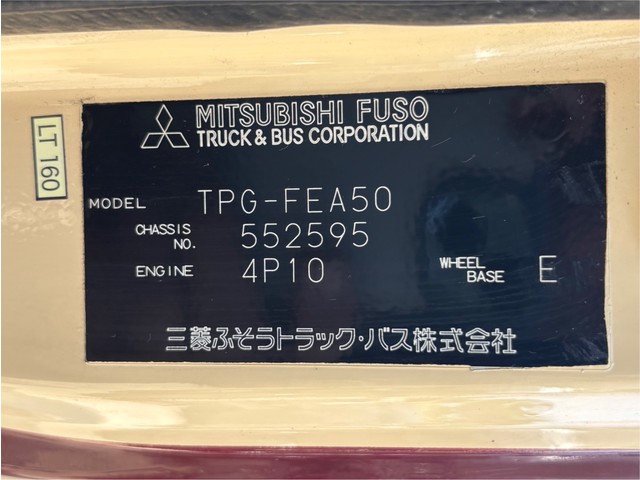 MITSUBISHI FUSO
TRUCK & BUS CORPORATION
LT 160
MODEL TPG-FEA50
CHASSIS NO. 552595
ENGINE 4P10 WHEEL BASE E
三菱ふそうトラック・バス株式会社